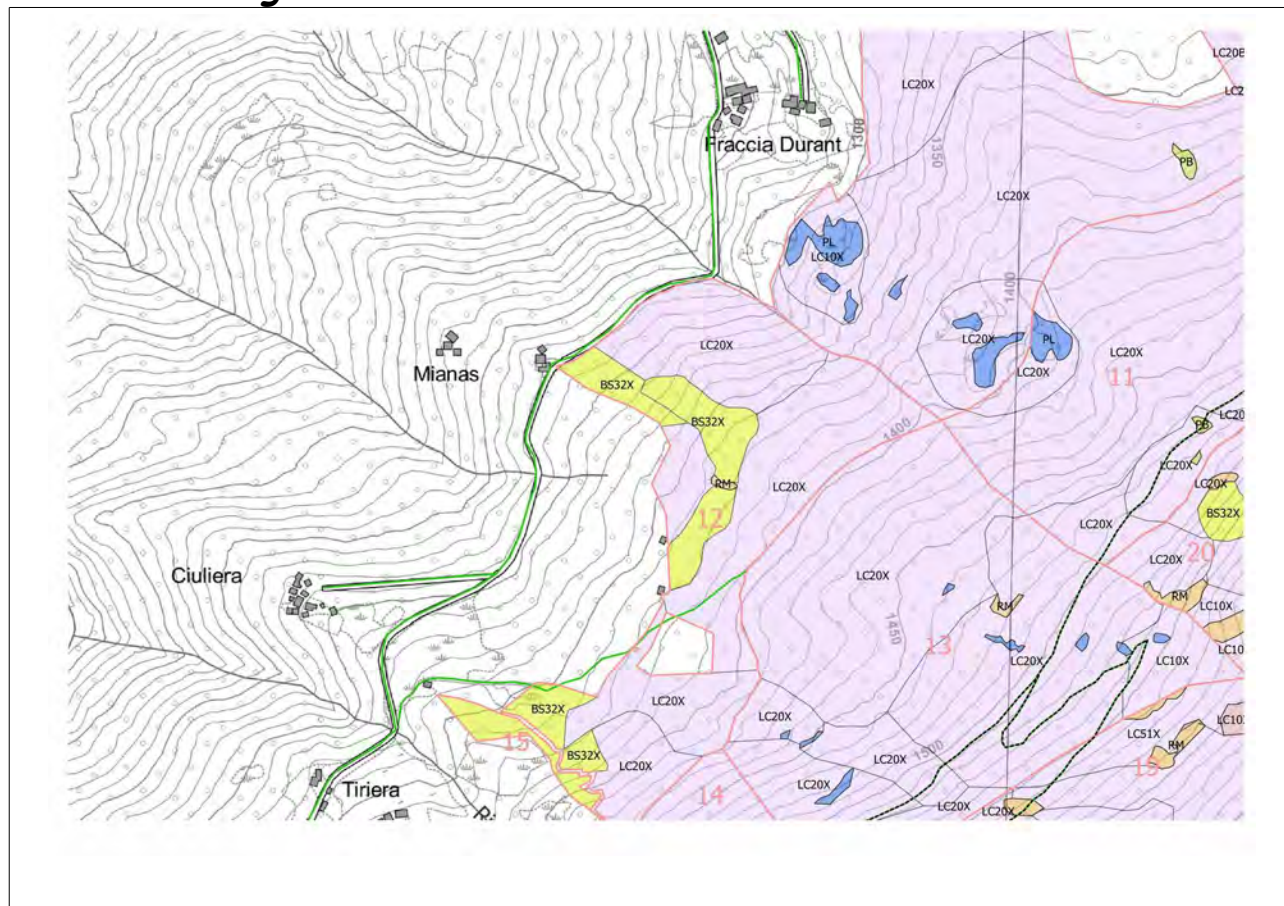 LC20X
LC20E
LC2
Fraccia Durant
1300
1350
PB
LC20X
PL
LC10X
1400
LC20X
LC20X
PL
LC20X
LC20X
11
Mianas
BS32X
BS32X
1400
LC20
PB
LC20X
LC20X
RM
LC20X
BS32X
12
LC20X
20
LC20X
Ciuliera
LC20X
RM
RM
LC10X
1450
13
LC20X
LC10X
LC10
LC20X
BS32X
LC20X
LC10X
15
LC51X
BS32X
RM
LC20X
1500
LC20X
19
Tiriera
14
LC20X
LC20X
LC20X